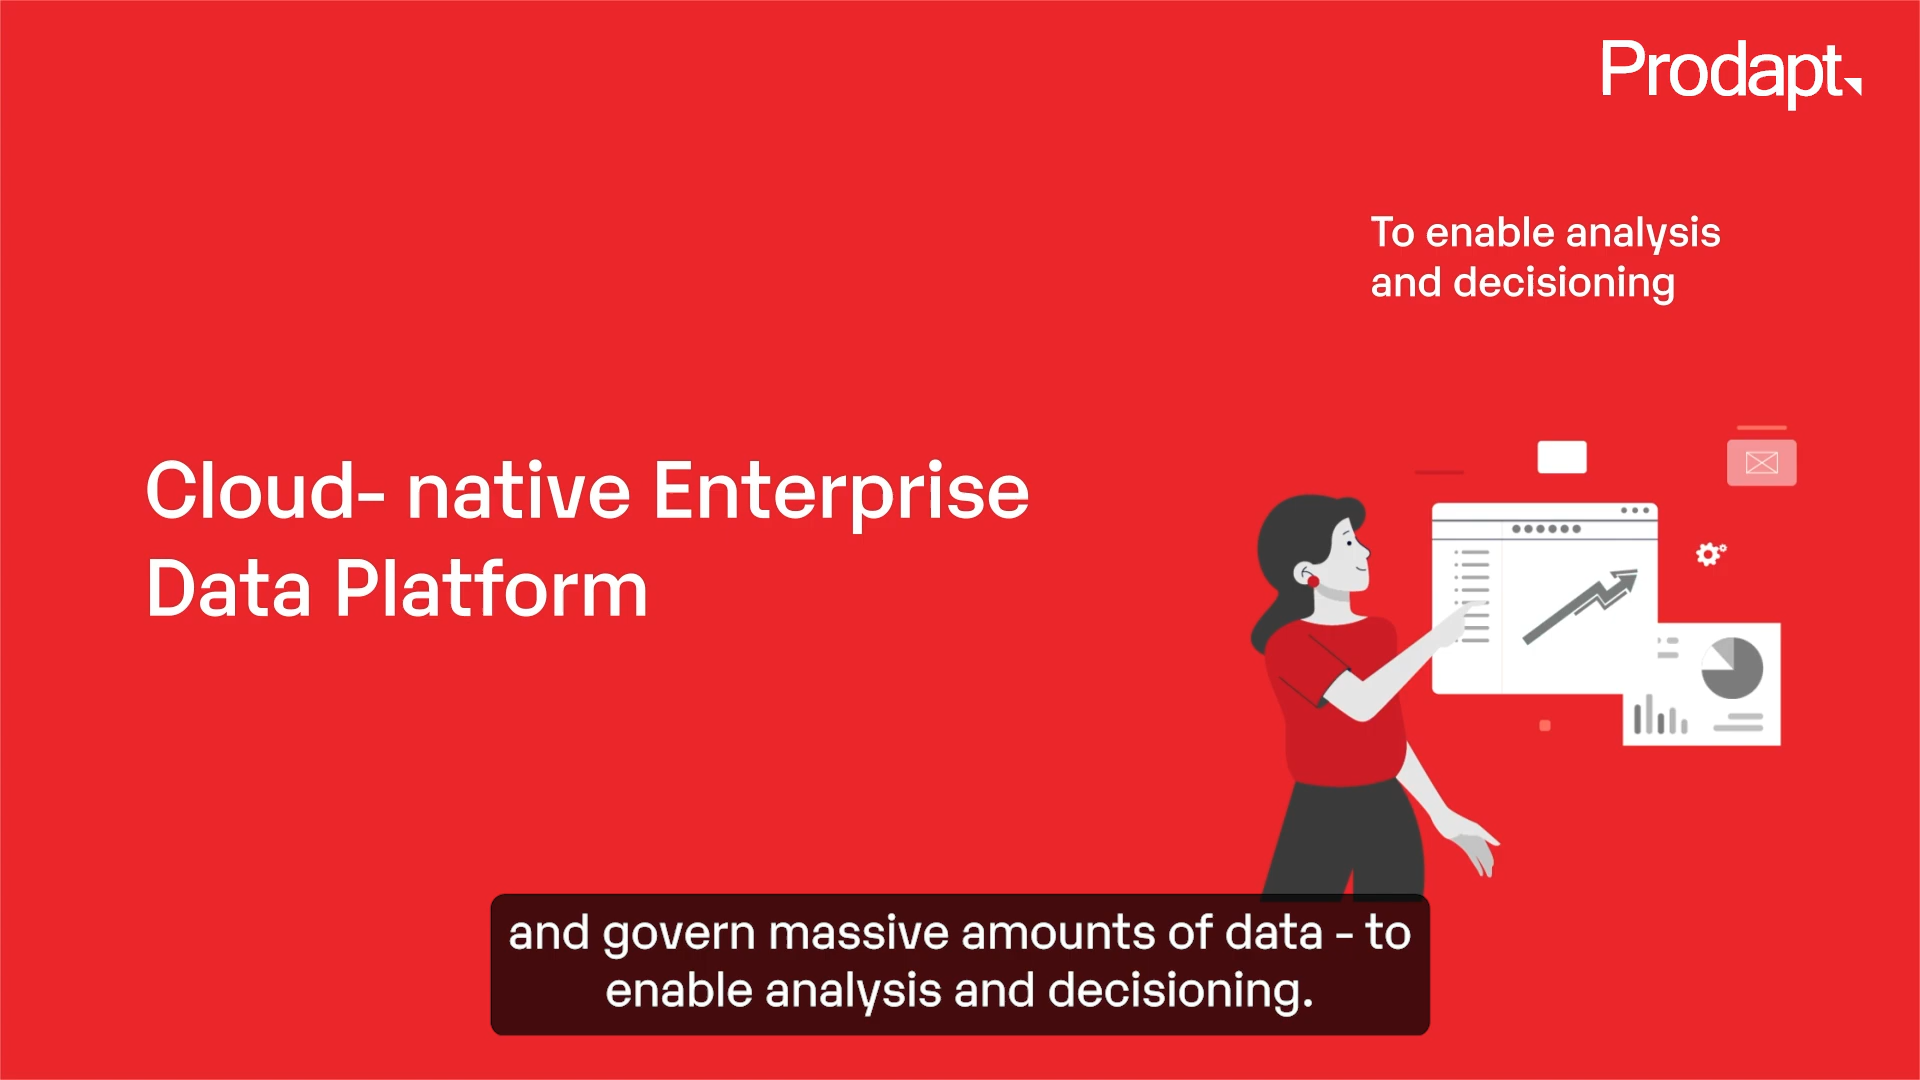 Prodapt
To enable analysis
and decisioning
Cloud- native Enterprise
Data Platform
and govern massive amounts of data - to
enable analysis and decisioning.